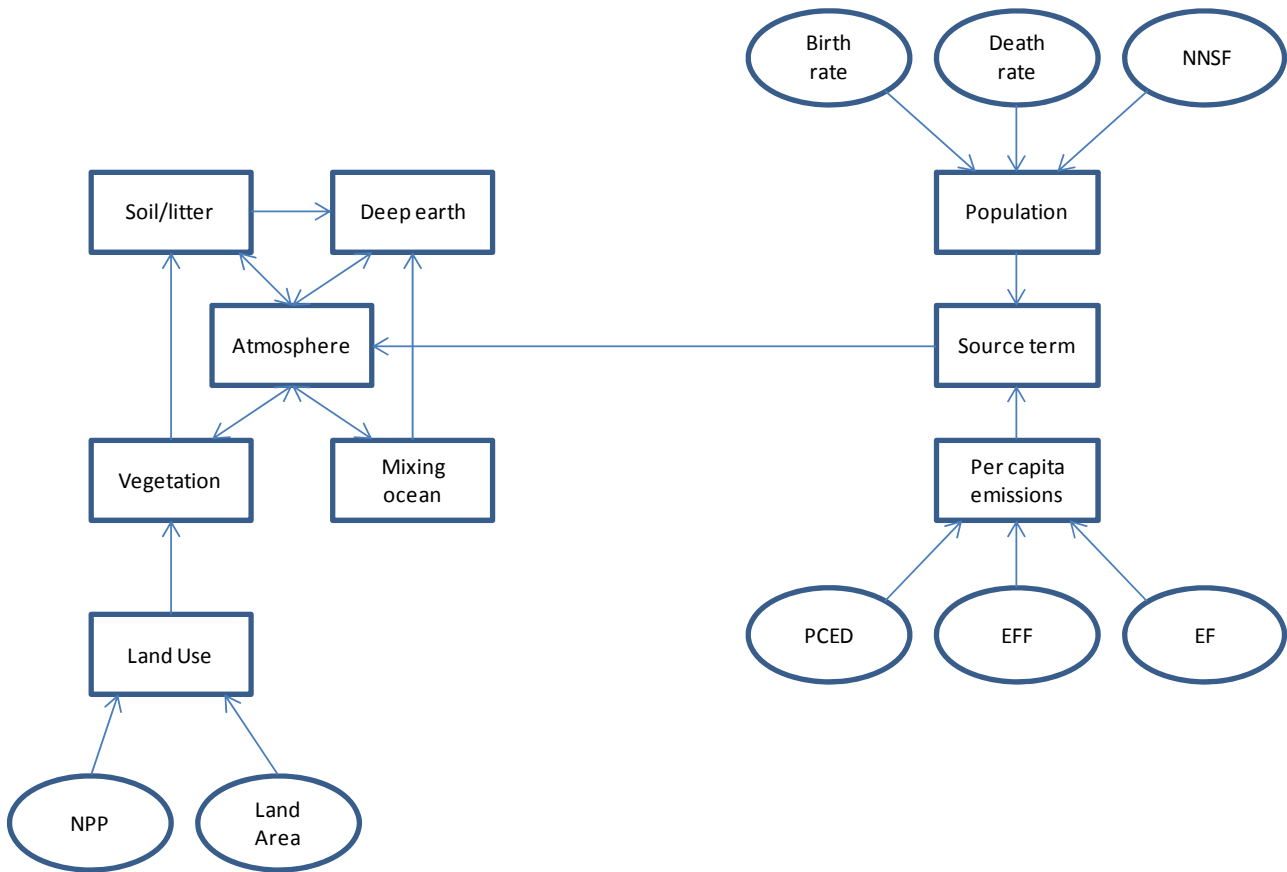 Birth
rate
Death
rate
NNSF
Soil/litter
Deep earth
Population
Atmosphere
Source term
Vegetation
Mixing
ocean
Per capita
emissions
Land Use
PCED
EFF
EF
NPP
Land
Area